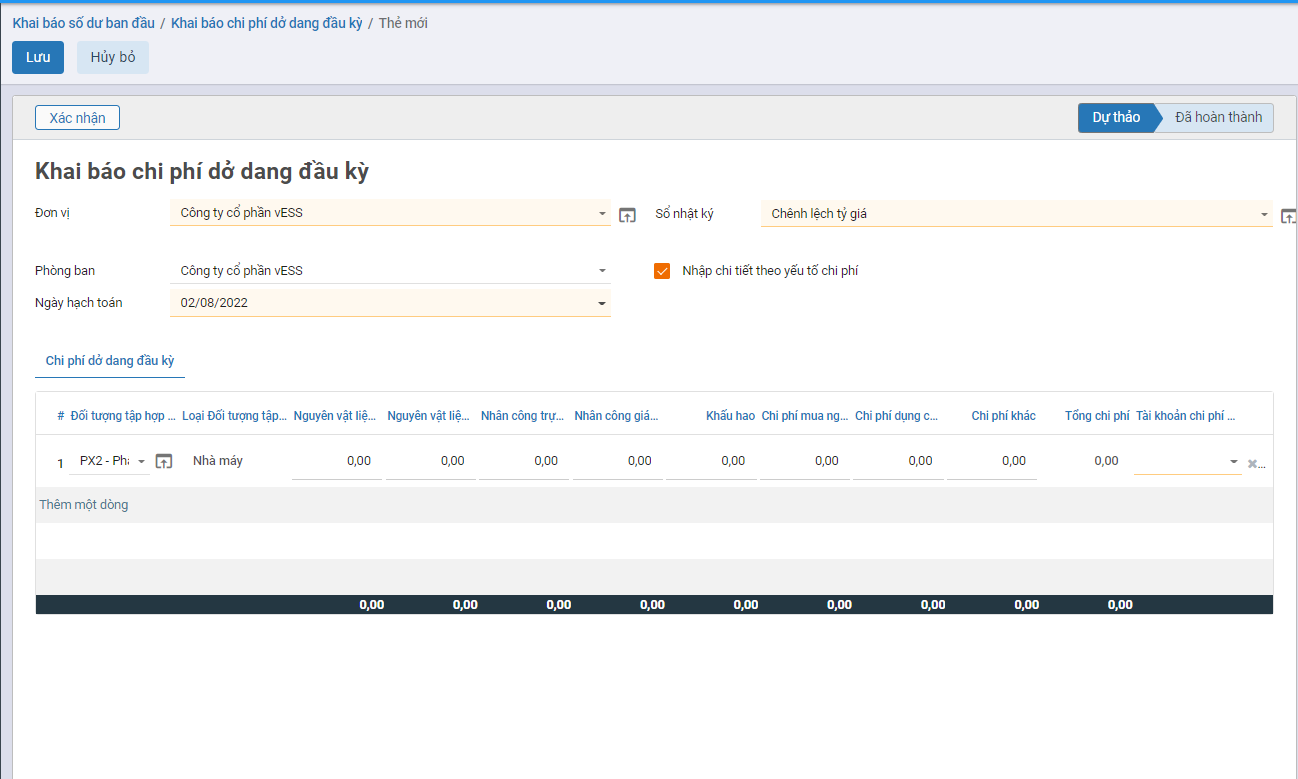 Khai báo số dư ban đầu / Khai báo chi phí dở dang đầu kỳ / Thẻ mới
Lưu Hủy bỏ
Xác nhận Dự thảo Đã hoàn thành
Khai báo chi phí dở dang đầu kỳ
Đơn vị Công ty cổ phần vESS Sổ nhật ký Chênh lệch tỷ giá
Phòng ban Công ty cổ phần vESS Nhập chi tiết theo yếu tố chi phí
Ngày hạch toán 02/08/2022
Chi phí dở dang đầu kỳ
# Đối tượng tập hợp ... Loại Đối tượng tập... Nguyên vật liệ... Nguyên vật liệ... Nhân công trự... Nhân công giá... Khấu hao Chi phí mua ng... Chi phí dụng c... Chi phí khác Tổng chi phí Tài khoản chi phí ...
1 PX2 - Phâ Nhà máy 0,00 0,00 0,00 0,00 0,00 0,00 0,00 0,00 0,00 ...
Thêm một dòng
0,00 0,00 0,00 0,00 0,00 0,00 0,00 0,00 0,00